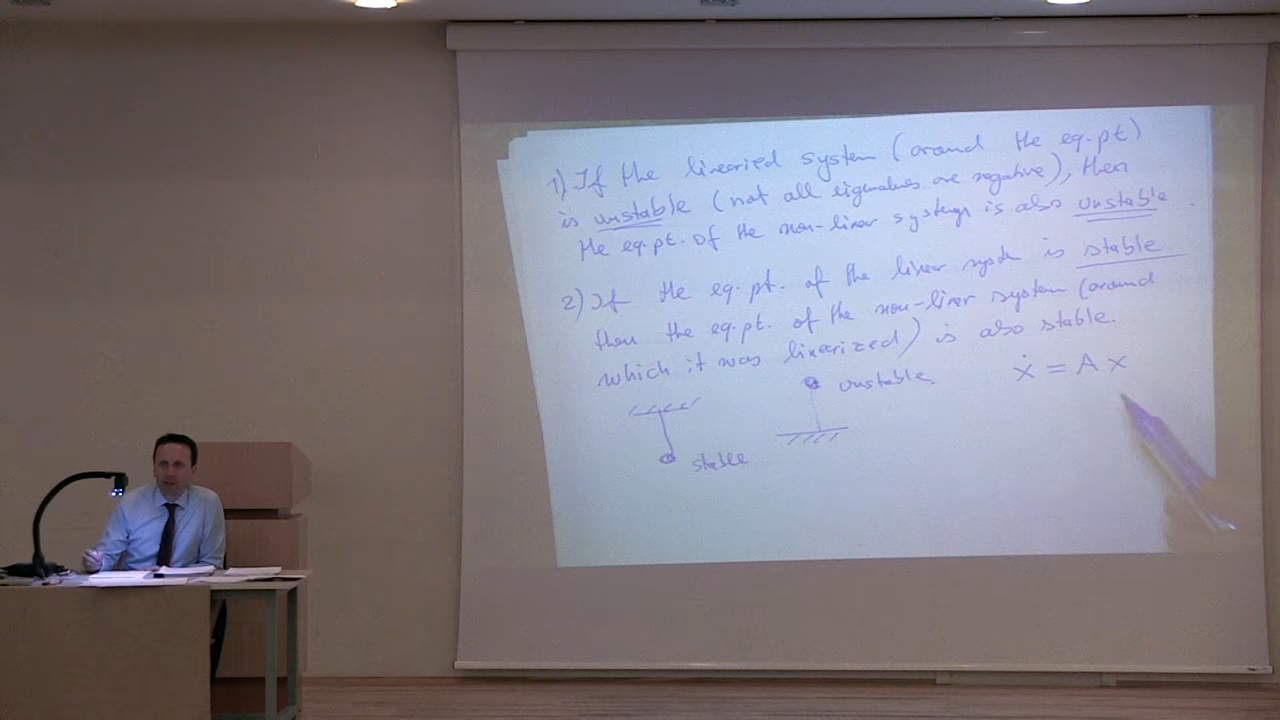 1) If the linearized system (around the eq.pt)
is unstable (not all eigenvalues are negative), then
the eq.pt. of the non-linear systems is also unstable.
2) If the eq.pt. of the linear system is stable
then the eq.pt. of the non-linear system (around
which it was linearized) is also stable.
unstable
ẋ = A x
stable